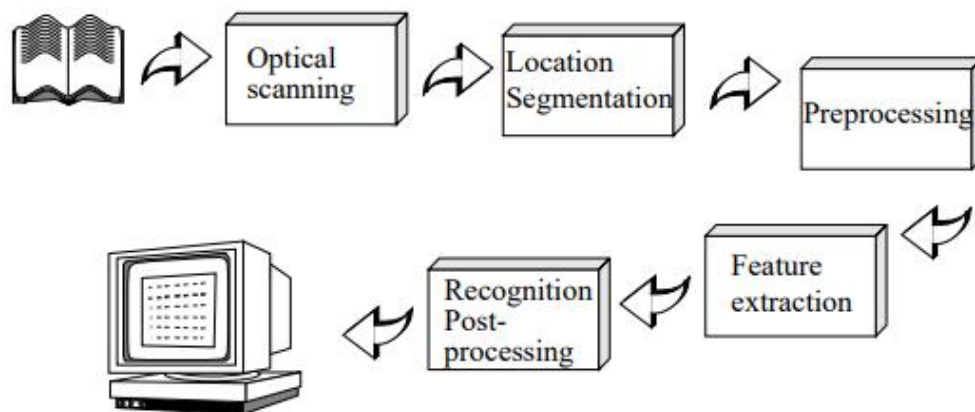 Optical
scanning
Location
Segmentation
Preprocessing
Feature
extraction
Recognition
Post-
processing